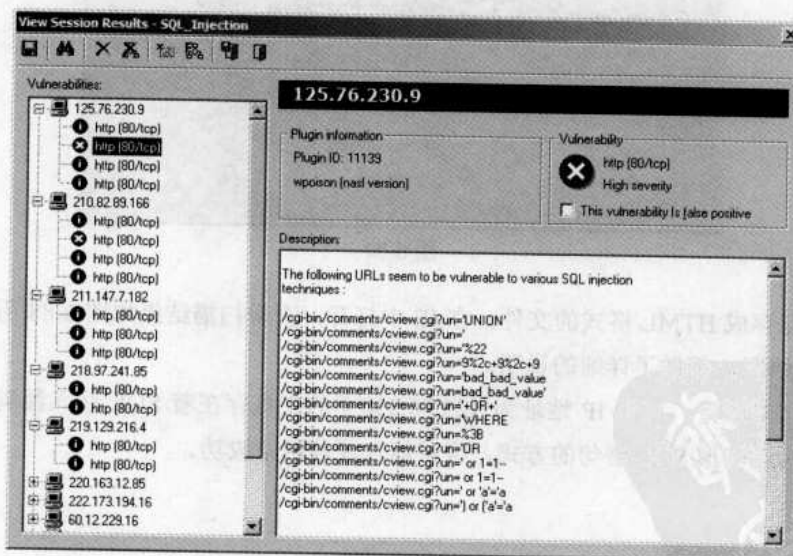 View Session Results - SQL_Injection
Vulnerabilities:
125.76.230.9
http (80/tcp)
http (80/tcp)
http (80/tcp)
http (80/tcp)
210.82.89.166
http (80/tcp)
http (80/tcp)
http (80/tcp)
http (80/tcp)
211.147.7.182
http (80/tcp)
http (80/tcp)
http (80/tcp)
218.97.241.85
http (80/tcp)
http (80/tcp)
219.129.216.4
http (80/tcp)
http (80/tcp)
220.163.12.85
222.173.194.16
60.12.229.16
125.76.230.9
Plugin information
Plugin ID: 11139
wpoison (nasl version)
Vulnerability
http (80/tcp)
High severity
This vulnerability Is false positive
Description:
The following URLs seem to be vulnerable to various SQL injection
techniques :
/cgi-bin/comments/cview.cgi?un='UNION'
/cgi-bin/comments/cview.cgi?un='
/cgi-bin/comments/cview.cgi?un='%22
/cgi-bin/comments/cview.cgi?un=9%2c+9%2c+9
/cgi-bin/comments/cview.cgi?un='bad_bad_value
/cgi-bin/comments/cview.cgi?un=bad_bad_value'
/cgi-bin/comments/cview.cgi?un='+OR+'
/cgi-bin/comments/cview.cgi?un='WHERE
/cgi-bin/comments/cview.cgi?un=%3B
/cgi-bin/comments/cview.cgi?un='OR
/cgi-bin/comments/cview.cgi?un=' or 1=1--
/cgi-bin/comments/cview.cgi?un= or 1=1--
/cgi-bin/comments/cview.cgi?un=' or 'a'='a
/cgi-bin/comments/cview.cgi?un=') or ('a'='a